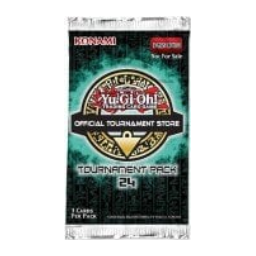 KONAMI
Not For Sale
Yu-Gi-Oh!
TRADING CARD GAME
OFFICIAL TOURNAMENT STORE
TOURNAMENT PACK
24
3 Cards
Per Pack